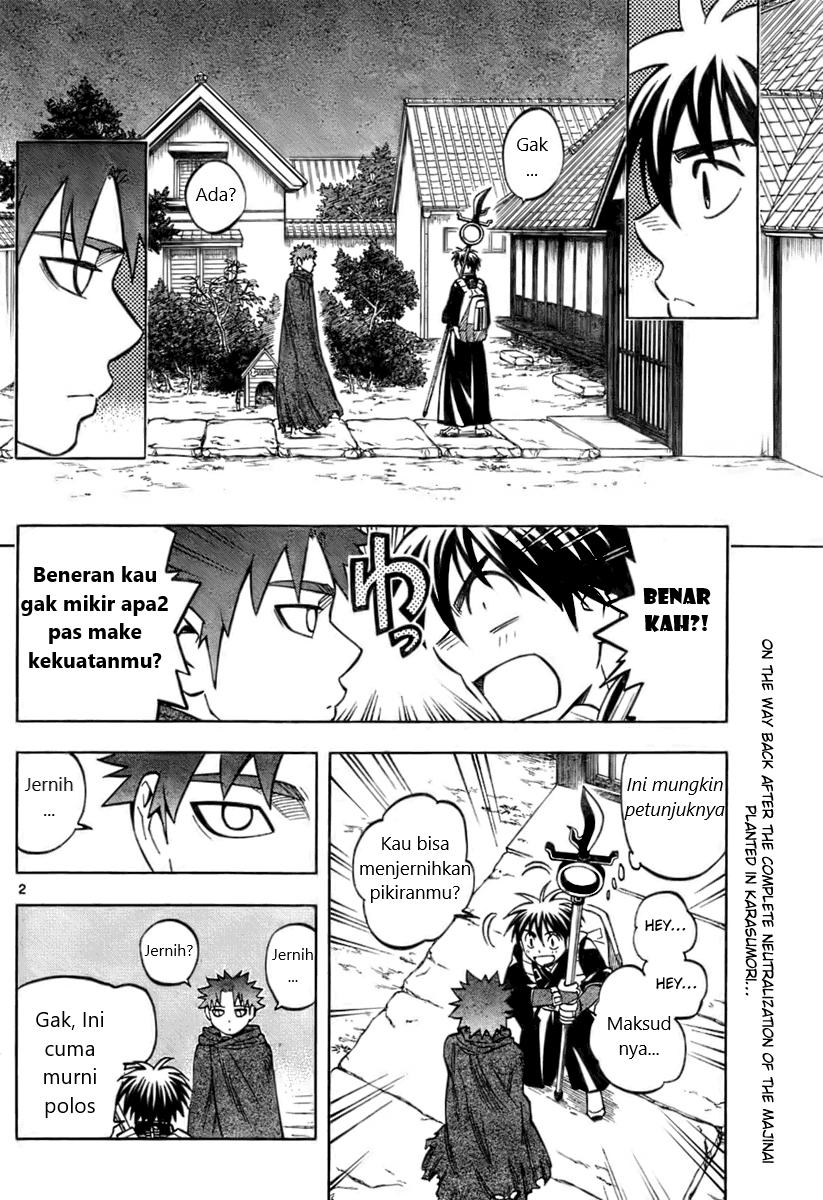 Gak
...
Ada?
BENAR
KAH?!
ゆらっ
Beneran kau
gak mikir apa2
pas make
kekuatanmu?
ON THE WAY BACK AFTER THE COMPLETE NEUTRALIZATION OF THE MAJINAI
PLANTED IN KARASUMORI...
Ini mungkin
petunjuknya
Kau bisa
menjernihkan
pikiranmu?
HEY...
HEY...
Maksud
nya...
Jernih
...
2
Jernih
...
Jernih?
Gak, Ini
cuma
murni
polos